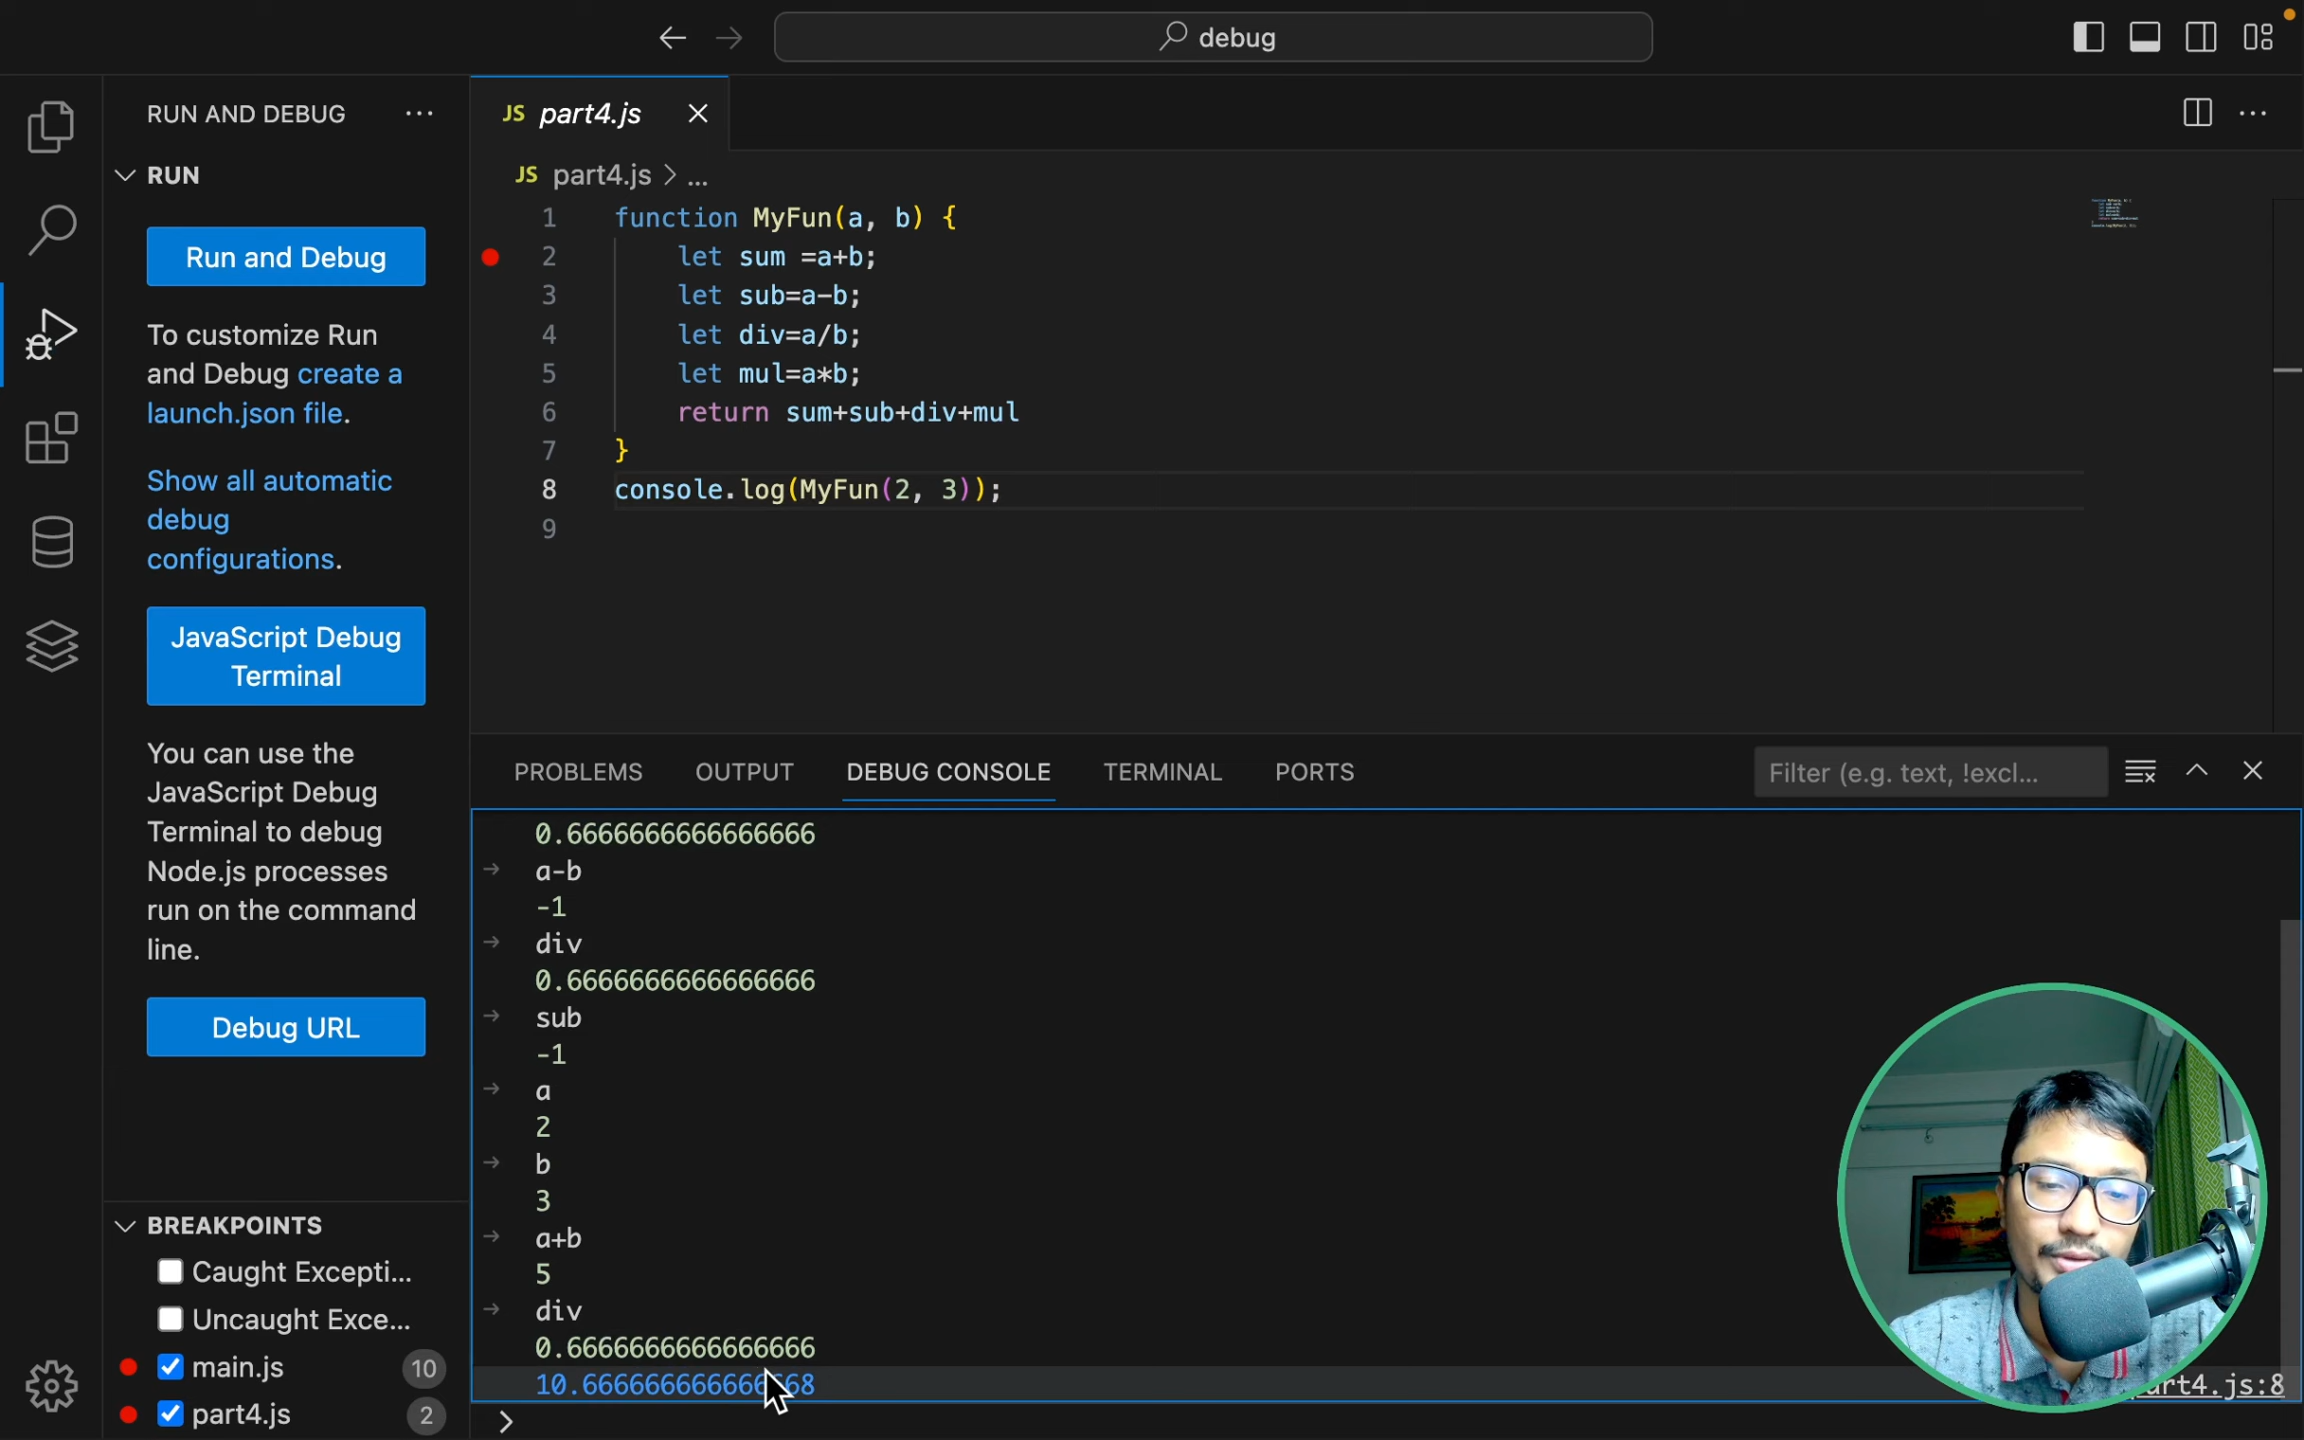 debug
RUN AND DEBUG
RUN
Run and Debug
To customize Run
and Debug create a
launch.json file.
Show all automatic
debug
configurations.
JavaScript Debug
Terminal
You can use the
JavaScript Debug
Terminal to debug
Node.js processes
run on the command
line.
Debug URL
BREAKPOINTS
Caught Excepti...
Uncaught Exce...
main.js 10
part4.js 2
JS part4.js
JS part4.js > ...
1 function MyFun(a, b) {
2 let sum =a+b;
3 let sub=a-b;
4 let div=a/b;
5 let mul=a*b;
6 return sum+sub+div+mul
7 }
8 console.log(MyFun(2, 3));
9
PROBLEMS OUTPUT DEBUG CONSOLE TERMINAL PORTS Filter (e.g. text, !excl...
0.6666666666666666
→ a-b
-1
→ div
0.6666666666666666
→ sub
-1
→ a
2
→ b
3
→ a+b
5
→ div
0.6666666666666666
art4.js:8
>